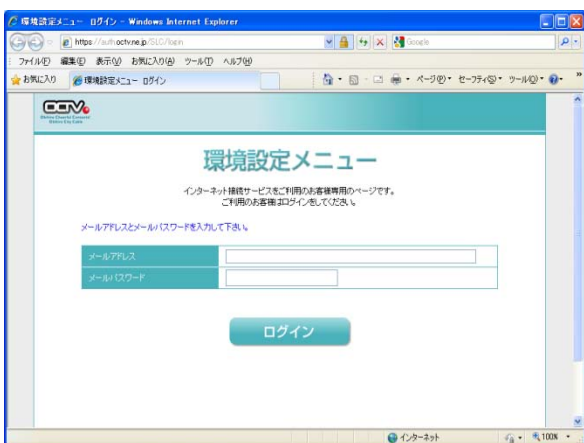 環境設定メニュー ログイン - Windows Internet Explorer
https://auth.octv.ne.jp/SLC/login
Google
ファイル(F) 編集(E) 表示(V) お気に入り(A) ツール(T) ヘルプ(H)
お気に入り 環境設定メニュー ログイン ページ(P) セーフティ(S) ツール(O)
OCTV
環境設定メニュー
インターネット接続サービスをご利用のお客様専用のページです。
ご利用のお客様はログインをしてください。
メールアドレスとメールパスワードを入力して下さい。
メールアドレス
メールパスワード
ログイン
インターネット 100%